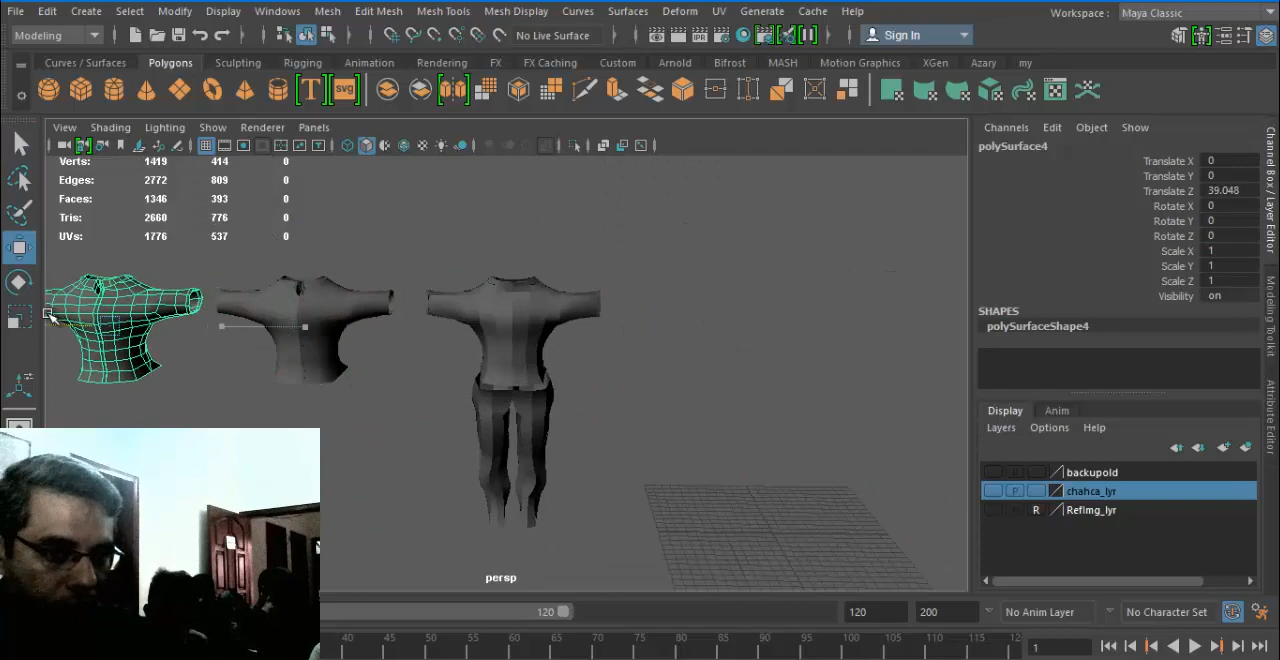 File Edit Create Select Modify Display Windows Mesh Edit Mesh Mesh Tools Mesh Display Curves Surfaces Deform UV Generate Cache Help Workspace : Maya Classic
Modeling No Live Surface Sign In
Curves / Surfaces Polygons Sculpting Rigging Animation Rendering FX FX Caching Custom Arnold Bifrost MASH Motion Graphics XGen Azary my
T SVG
View Shading Lighting Show Renderer Panels
Verts: 1419 414 0
Edges: 2772 809 0
Faces: 1346 393 0
Tris: 2660 776 0
UVs: 1776 537 0
persp
Channels Edit Object Show
polySurface4
Translate X 0
Translate Y 0
Translate Z 39.048
Rotate X 0
Rotate Y 0
Rotate Z 0
Scale X 1
Scale Y 1
Scale Z 1
Visibility on
SHAPES
polySurfaceShape4
Display Anim
Layers Options Help
backupold
P chahca_lyr
R RefImg_lyr
Channel Box / Layer Editor
Modeling Toolkit
Attribute Editor
120 120 200 No Anim Layer No Character Set
40 45 50 55 60 65 70 75 80 85 90 95 100 105 110 115 12 1